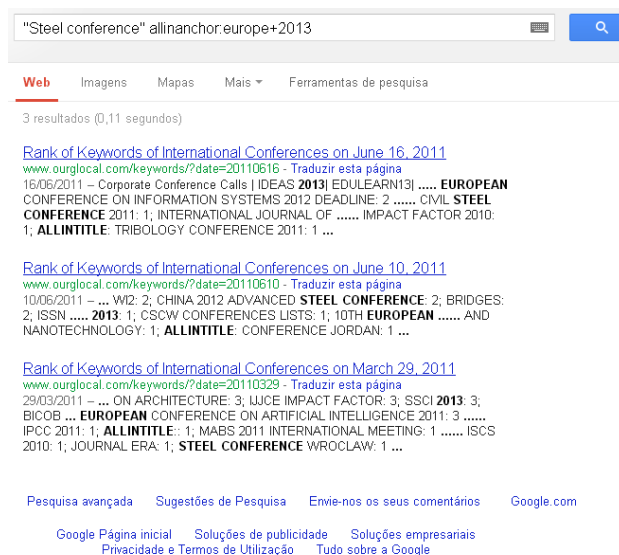 "Steel conference" allinanchor:europe+2013
Web Imagens Mapas Mais Ferramentas de pesquisa
3 resultados (0,11 segundos)
Rank of Keywords of International Conferences on June 16, 2011
www.ourglocal.com/keywords/?date=20110616 - Traduzir esta página
16/06/2011 – Corporate Conference Calls | IDEAS 2013| EDULEARN13| ..... EUROPEAN
CONFERENCE ON INFORMATION SYSTEMS 2012 DEADLINE: 2 ...... CIVIL STEEL
CONFERENCE 2011: 1; INTERNATIONAL JOURNAL OF ...... IMPACT FACTOR 2010:
1; ALLINTITLE: TRIBOLOGY CONFERENCE 2011: 1 ...
Rank of Keywords of International Conferences on June 10, 2011
www.ourglocal.com/keywords/?date=20110610 - Traduzir esta página
10/06/2011 – ... WI2: 2; CHINA 2012 ADVANCED STEEL CONFERENCE: 2; BRIDGES:
2; ISSN ..... 2013: 1; CSCW CONFERENCES LISTS: 1; 10TH EUROPEAN ...... AND
NANOTECHNOLOGY: 1; ALLINTITLE: CONFERENCE JORDAN: 1 ...
Rank of Keywords of International Conferences on March 29, 2011
www.ourglocal.com/keywords/?date=20110329 - Traduzir esta página
29/03/2011 – ... ON ARCHITECTURE: 3; IJJCE IMPACT FACTOR: 3; SSCI 2013: 3;
BICOB ... EUROPEAN CONFERENCE ON ARTIFICIAL INTELLIGENCE 2011: 3 ......
IPCC 2011: 1; ALLINTITLE:: 1; MABS 2011 INTERNATIONAL MEETING: 1 ...... ISCS
2010: 1; JOURNAL ERA: 1; STEEL CONFERENCE WROCLAW: 1 ...
Pesquisa avançada Sugestões de Pesquisa Envie-nos os seus comentários Google.com
Google Página inicial Soluções de publicidade Soluções empresariais
Privacidade e Termos de Utilização Tudo sobre a Google